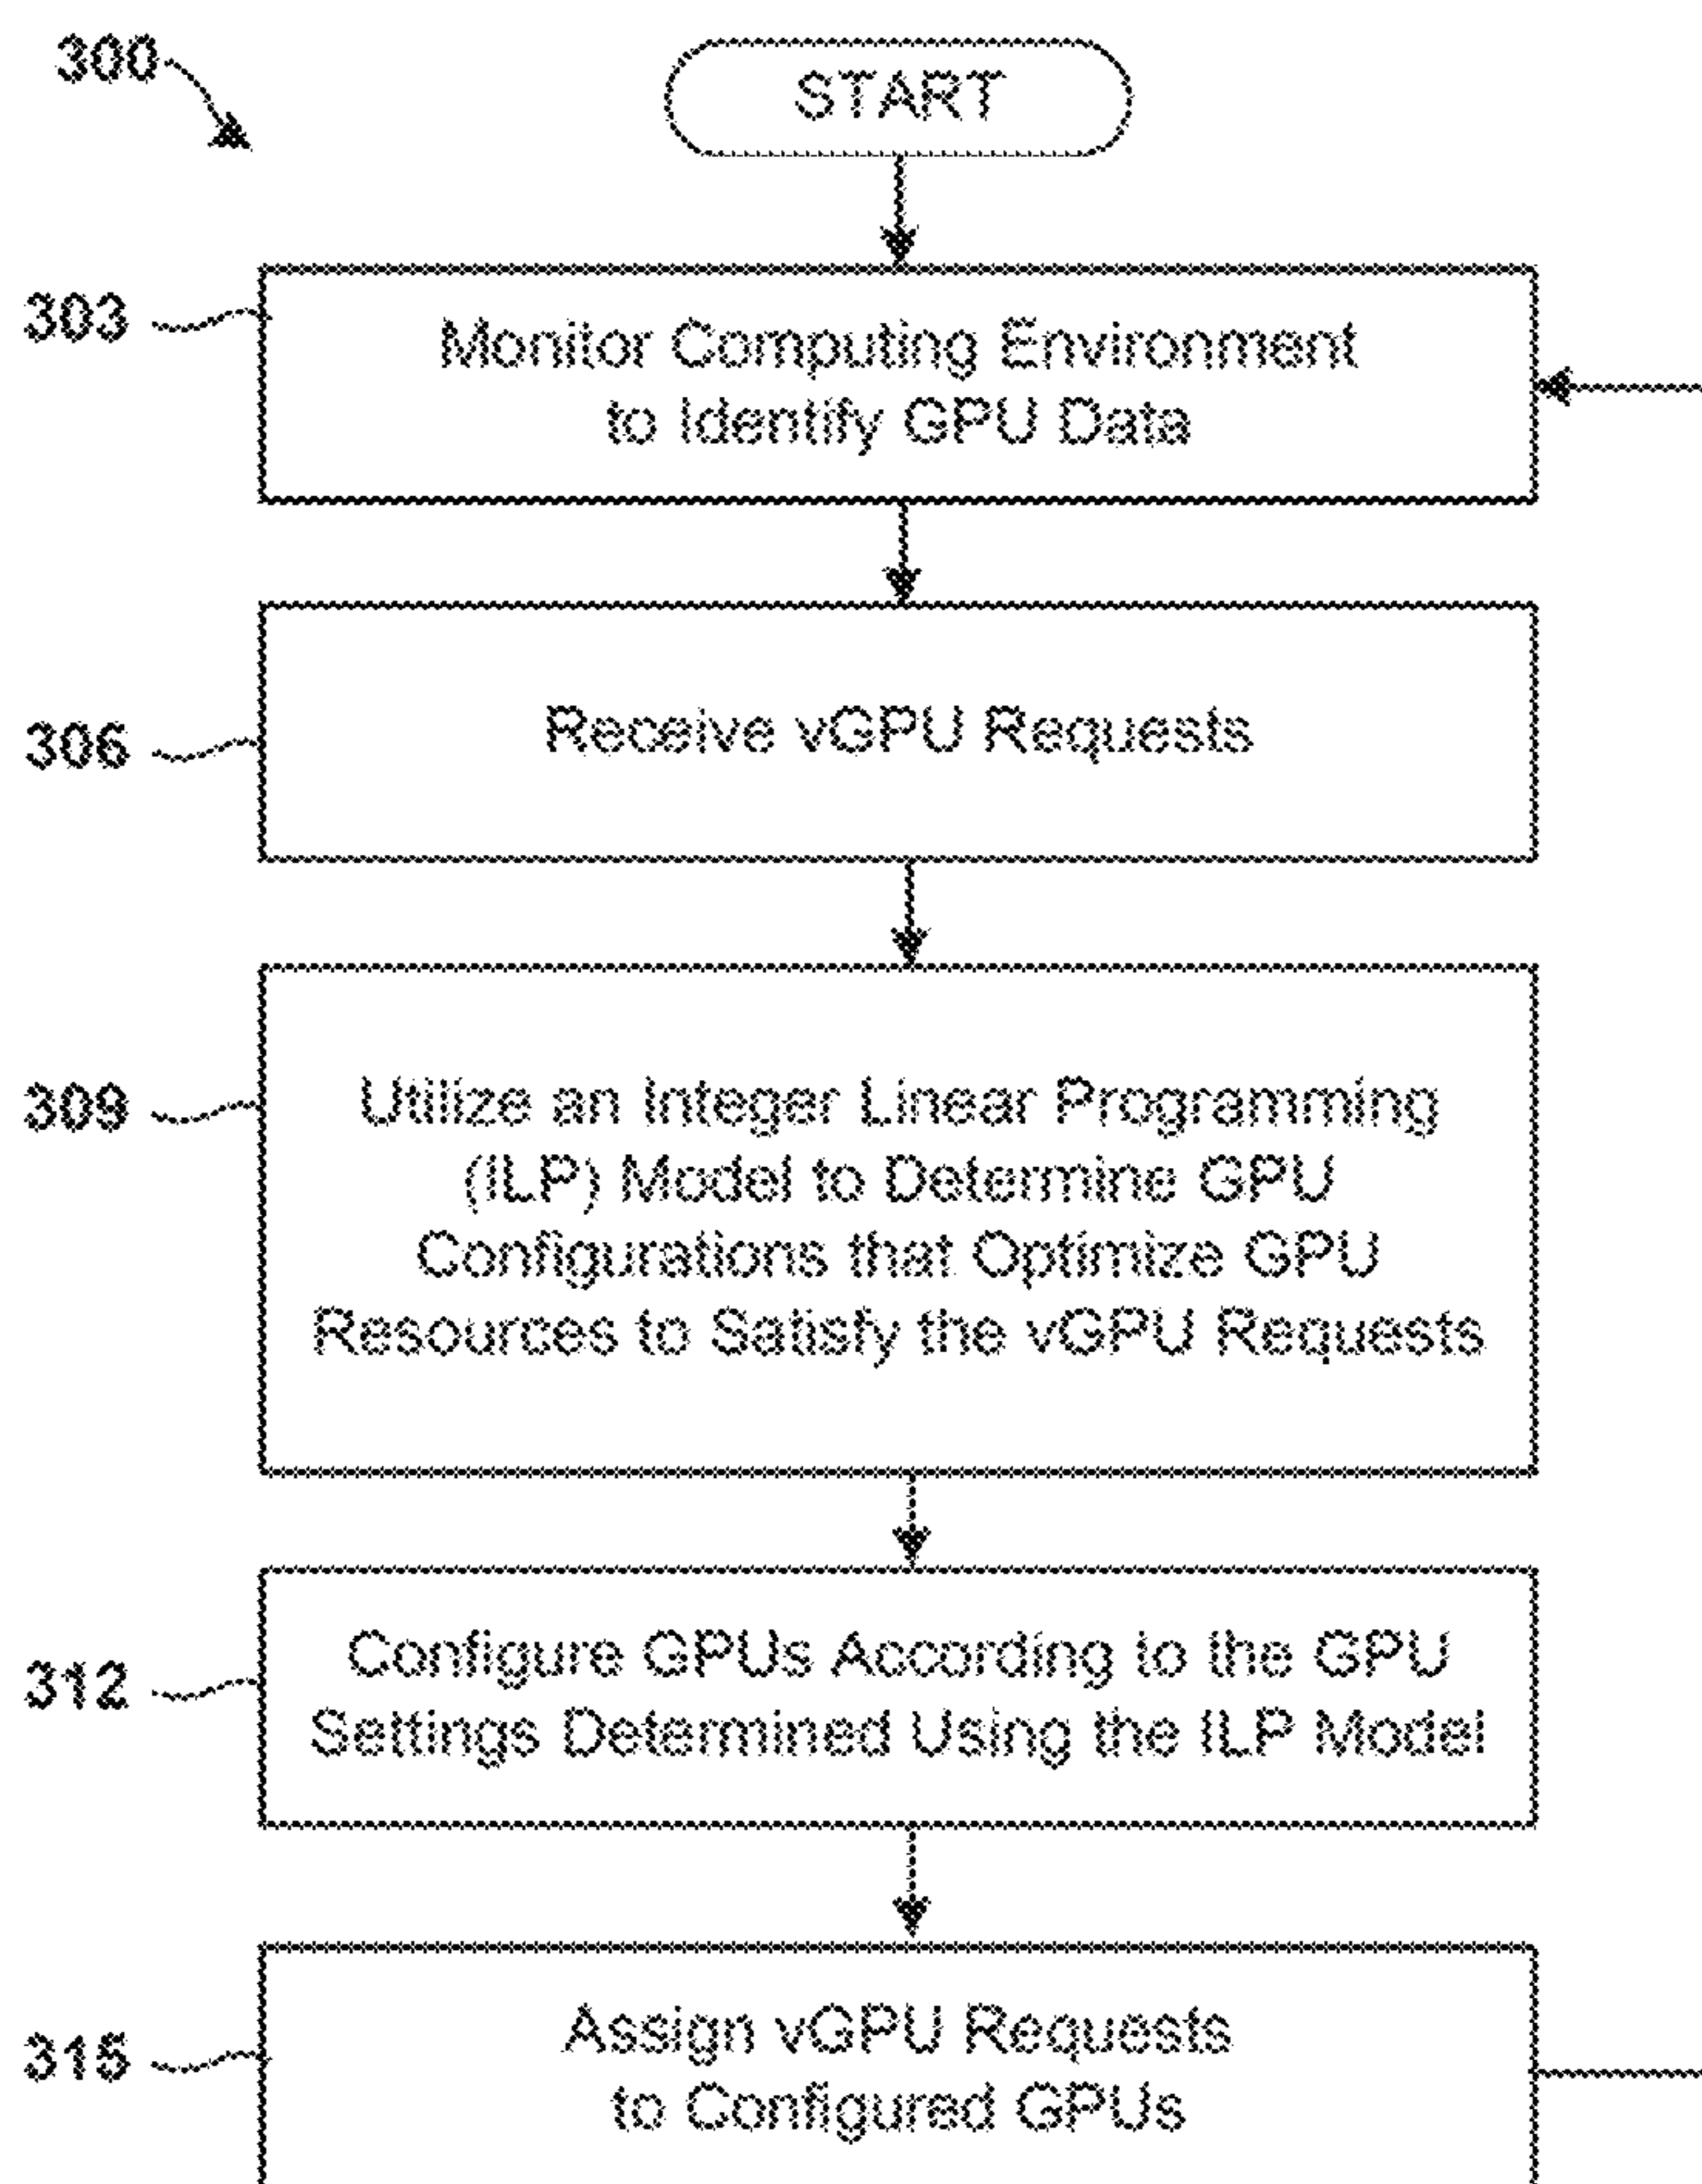 300
START
303
Monitor Computing Environment
to Identify GPU Data
306
Receive vGPU Requests
309
Utilize an Integer Linear Programming
(ILP) Model to Determine GPU
Configurations that Optimize GPU
Resources to Satisfy the vGPU Requests
312
Configure GPUs According to the GPU
Settings Determined Using the ILP Model
315
Assign vGPU Requests
to Configured GPUs